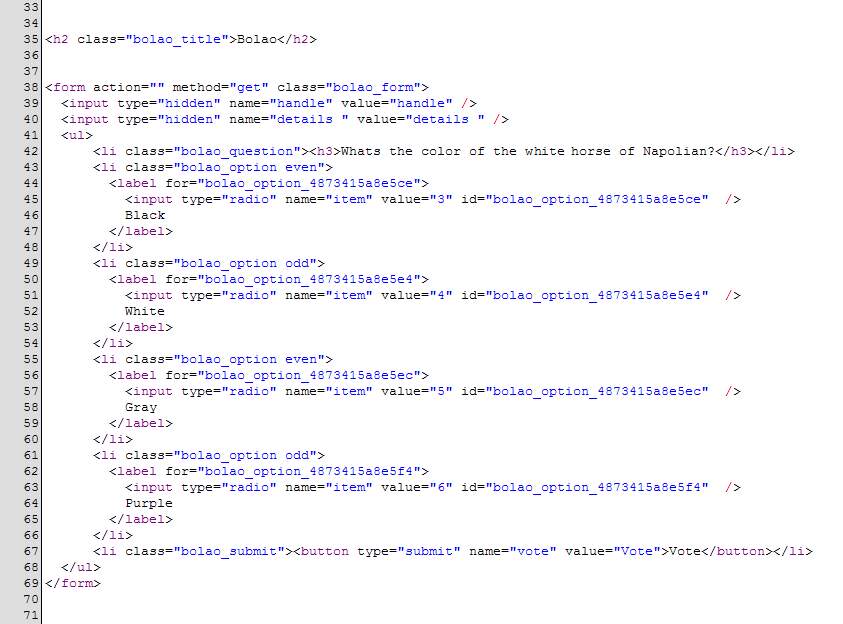 33
34
35 <h2 class="bolao_title">Bolao</h2>
36
37
38 <form action="" method="get" class="bolao_form">
39   <input type="hidden" name="handle" value="handle" />
40   <input type="hidden" name="details " value="details " />
41   <ul>
42       <li class="bolao_question"><h3>Whats the color of the white horse of Napolian?</h3></li>
43       <li class="bolao_option even">
44         <label for="bolao_option_4873415a8e5ce">
45           <input type="radio" name="item" value="3" id="bolao_option_4873415a8e5ce"  />
46           Black
47         </label>
48       </li>
49       <li class="bolao_option odd">
50         <label for="bolao_option_4873415a8e5e4">
51           <input type="radio" name="item" value="4" id="bolao_option_4873415a8e5e4"  />
52           White
53         </label>
54       </li>
55       <li class="bolao_option even">
56         <label for="bolao_option_4873415a8e5ec">
57           <input type="radio" name="item" value="5" id="bolao_option_4873415a8e5ec"  />
58           Gray
59         </label>
60       </li>
61       <li class="bolao_option odd">
62         <label for="bolao_option_4873415a8e5f4">
63           <input type="radio" name="item" value="6" id="bolao_option_4873415a8e5f4"  />
64           Purple
65         </label>
66       </li>
67       <li class="bolao_submit"><button type="submit" name="vote" value="Vote">Vote</button></li>
68   </ul>
69 </form>
70
71